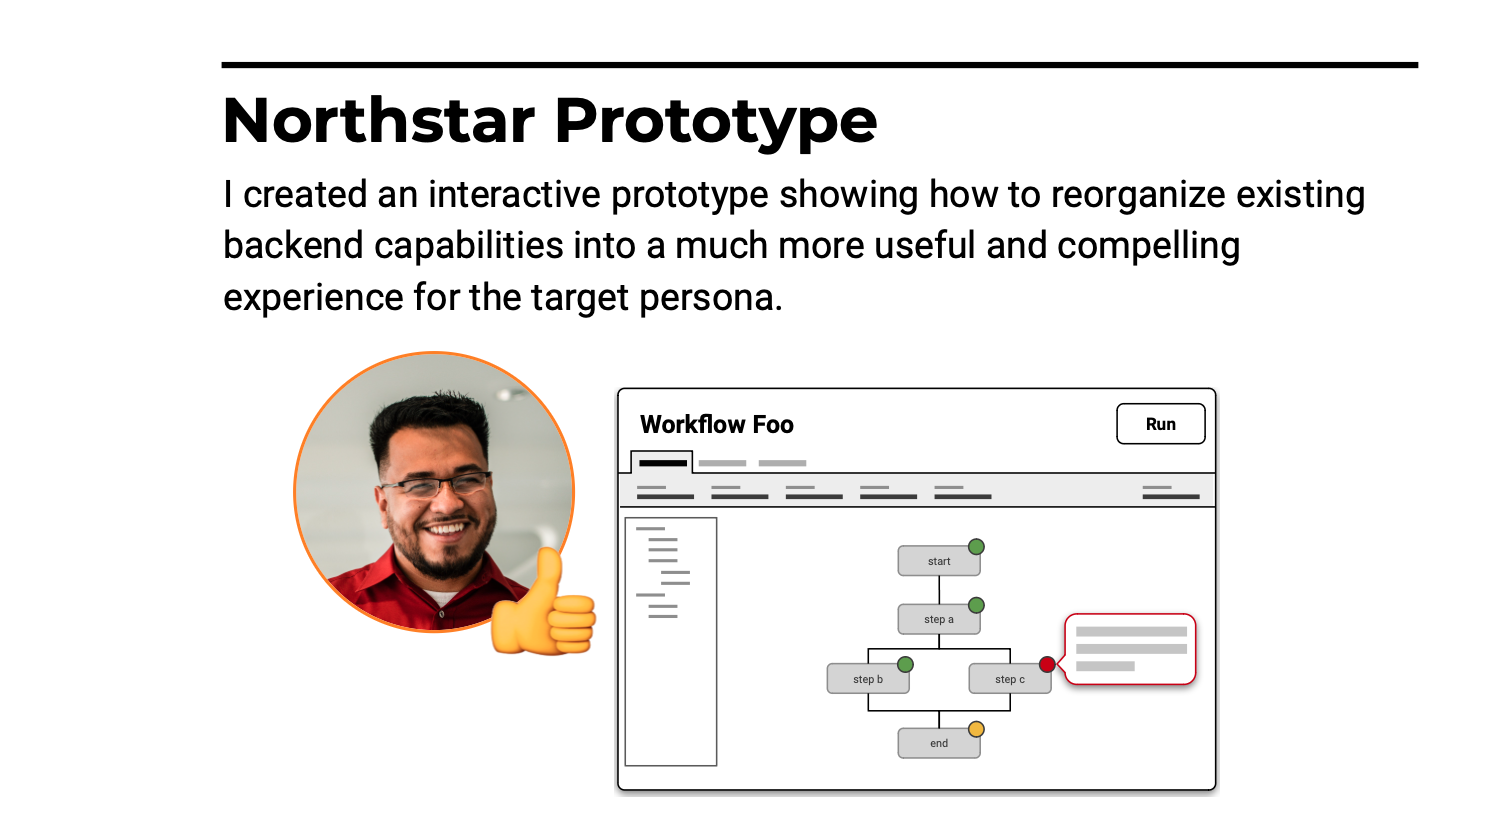 Northstar Prototype
I created an interactive prototype showing how to reorganize existing
backend capabilities into a much more useful and compelling
experience for the target persona.
Workflow Foo
Run
start
step a
step b
step c
end